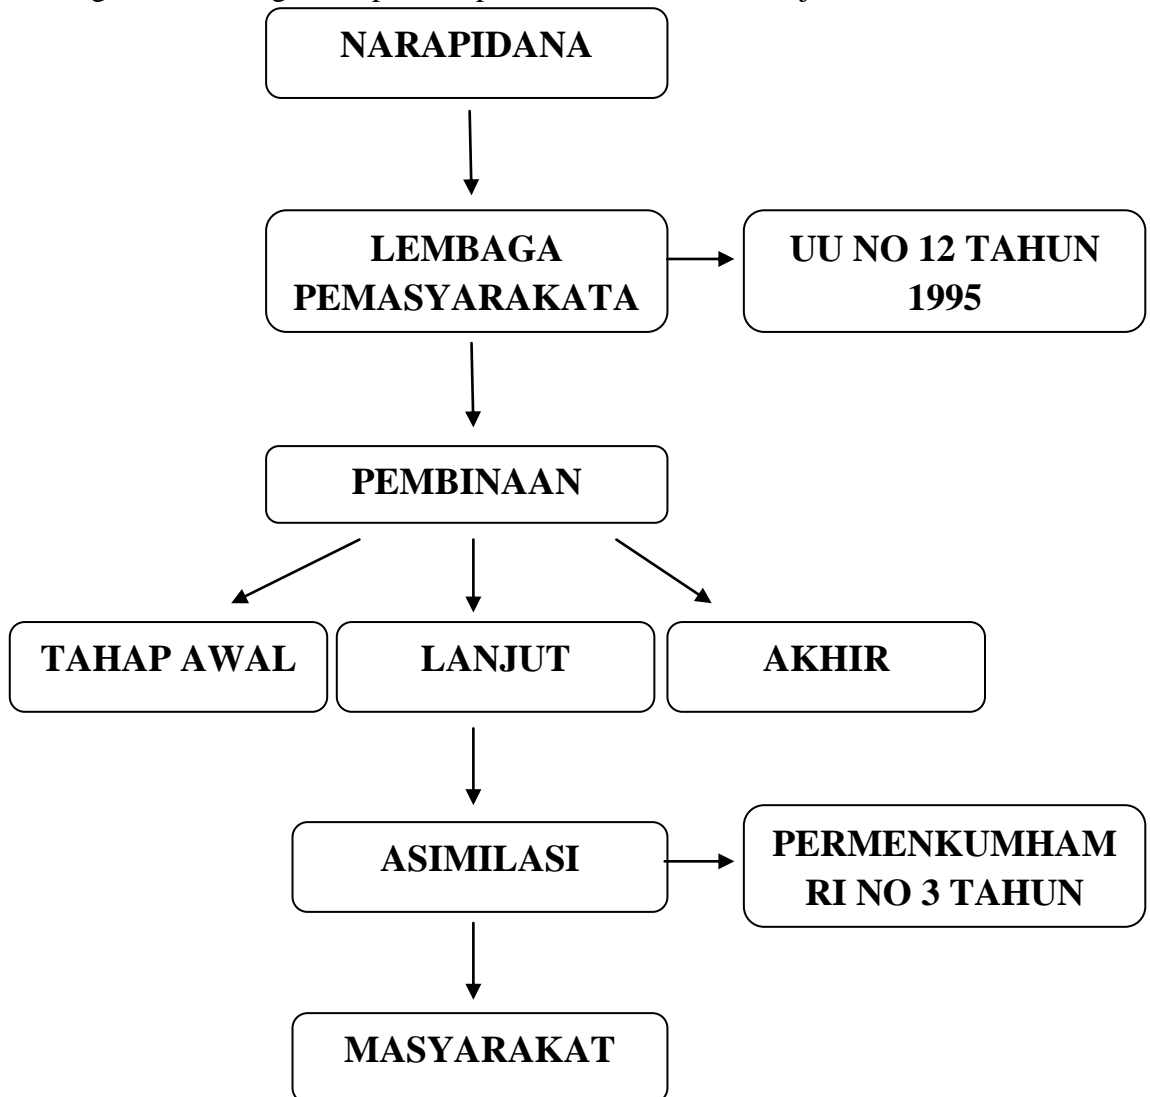 NARAPIDANA
LEMBAGA
PEMASYARAKATA
UU NO 12 TAHUN
1995
PEMBINAAN
TAHAP AWAL
LANJUT
AKHIR
ASIMILASI
PERMENKUMHAM
RI NO 3 TAHUN
MASYARAKAT